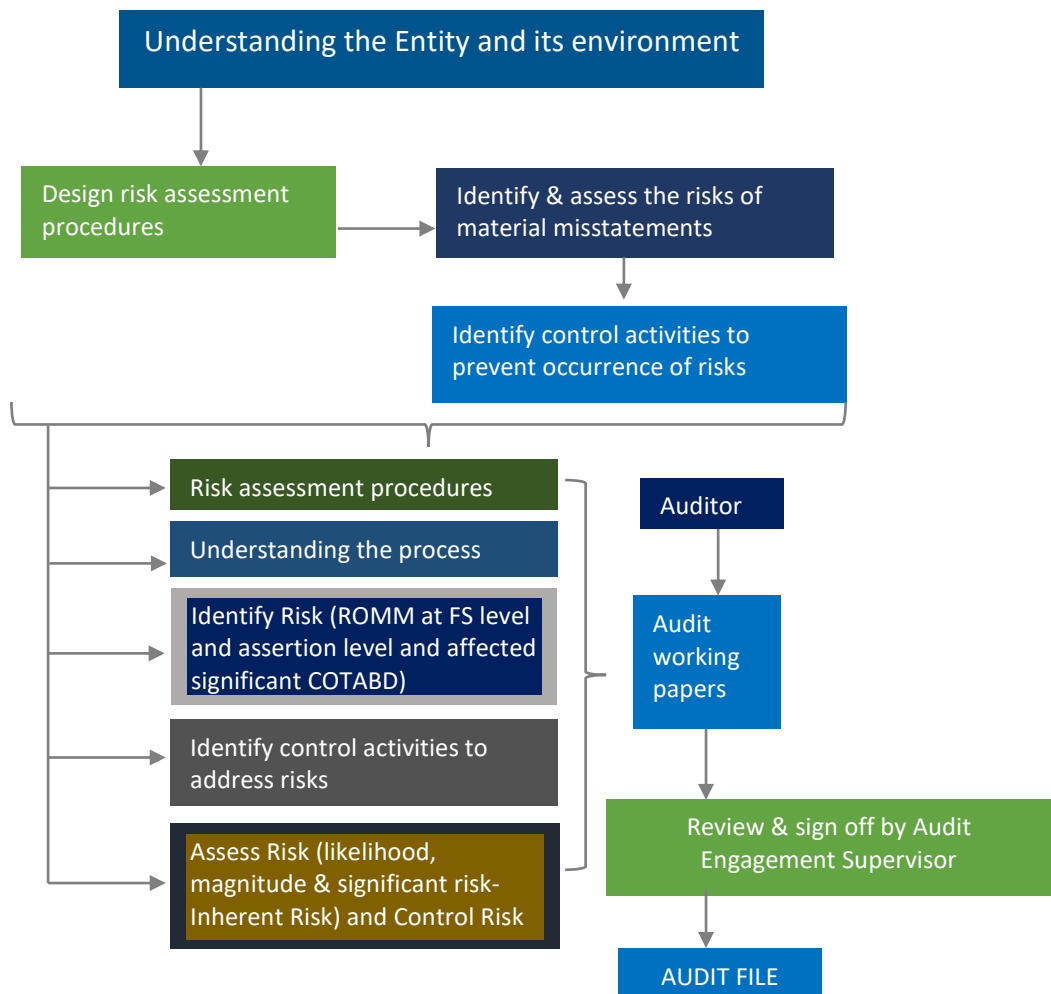 Understanding the Entity and its environment
Design risk assessment
procedures
Identify & assess the risks of
material misstatements
Identify control activities to
prevent occurrence of risks
Risk assessment procedures
Understanding the process
Identify Risk (ROMM at FS level
and assertion level and affected
significant COTABD)
Identify control activities to
address risks
Assess Risk (likelihood,
magnitude & significant risk-
Inherent Risk) and Control Risk
Auditor
Audit
working
papers
Review & sign off by Audit
Engagement Supervisor
AUDIT FILE